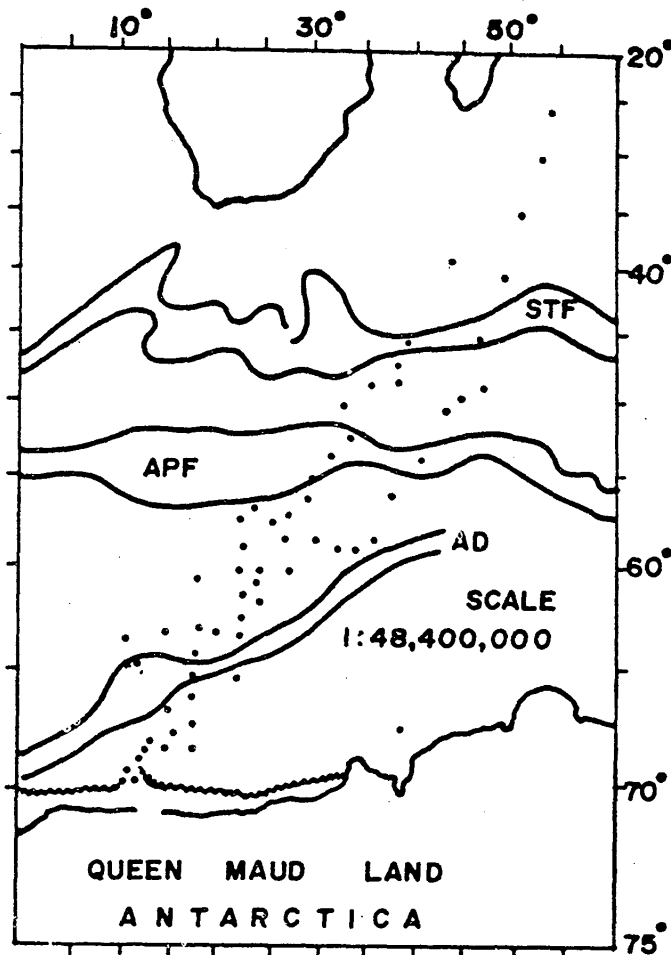 10° 30° 50°
20°
40°
STF
APF
AD
60°
SCALE
1:48,400,000
70°
QUEEN MAUD LAND
ANTARCTICA
75°